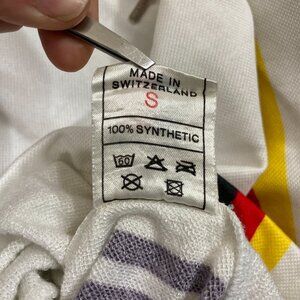 MADE IN
SWITZERLAND
S
100% SYNTHETIC
60